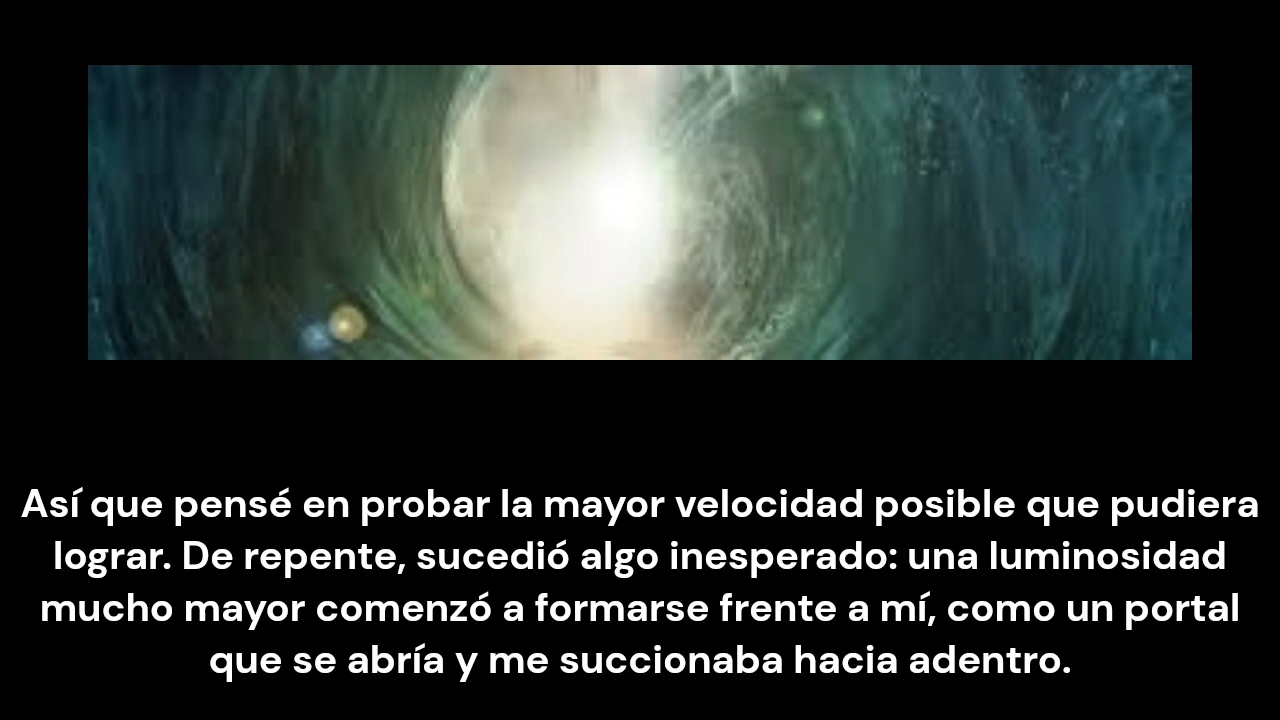 Así que pensé en probar la mayor velocidad posible que pudiera
lograr. De repente, sucedió algo inesperado: una luminosidad
mucho mayor comenzó a formarse frente a mí, como un portal
que se abría y me succionaba hacia adentro.